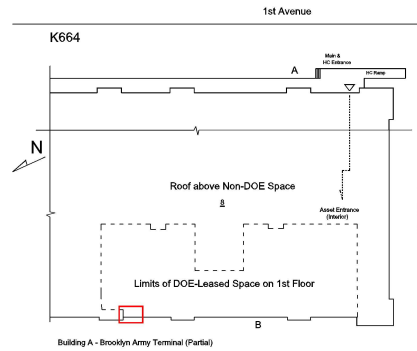 1st Avenue
K664
Main &
HC Entrance
A
HC Ramp
N
Roof above Non-DOE Space
8
Asset Entrance
(Interior)
Limits of DOE-Leased Space on 1st Floor
B
Building A - Brooklyn Army Terminal (Partial)